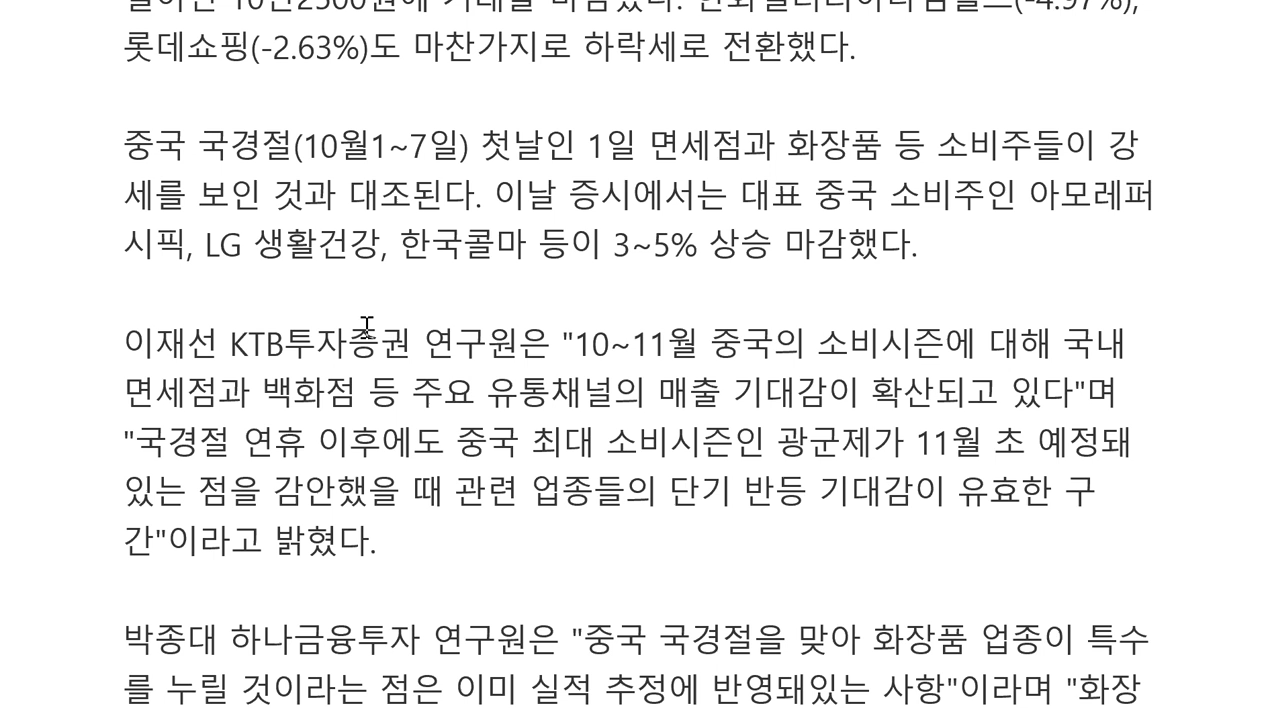 롯데쇼핑(-2.63%)도 마찬가지로 하락세로 전환했다.
중국 국경절(10월1~7일) 첫날인 1일 면세점과 화장품 등 소비주들이 강
세를 보인 것과 대조된다. 이날 증시에서는 대표 중국 소비주인 아모레퍼
시픽, LG 생활건강, 한국콜마 등이 3~5% 상승 마감했다.
이재선 KTB투자증권 연구원은 "10~11월 중국의 소비시즌에 대해 국내
면세점과 백화점 등 주요 유통채널의 매출 기대감이 확산되고 있다"며
"국경절 연휴 이후에도 중국 최대 소비시즌인 광군제가 11월 초 예정돼
있는 점을 감안했을 때 관련 업종들의 단기 반등 기대감이 유효한 구
간"이라고 밝혔다.
박종대 하나금융투자 연구원은 "중국 국경절을 맞아 화장품 업종이 특수
를 누릴 것이라는 점은 이미 실적 추정에 반영돼있는 사항"이라며 "화장